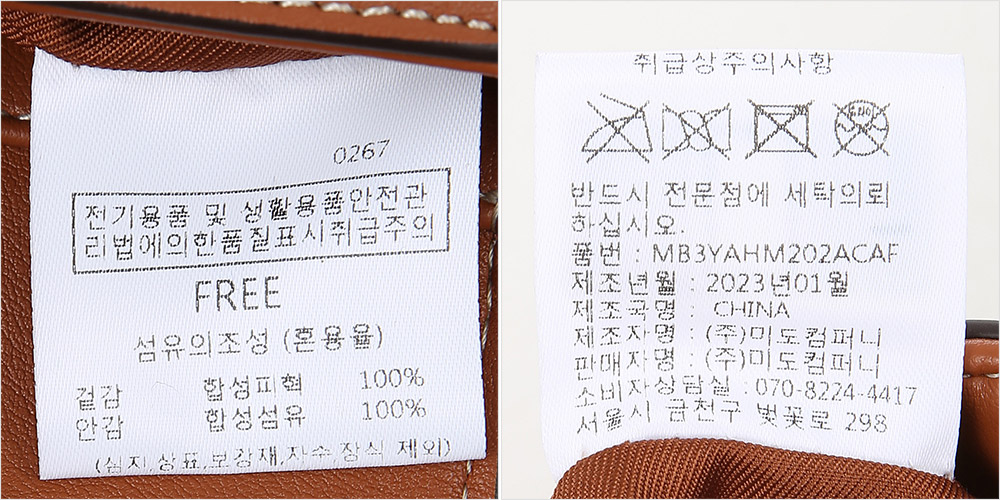 0267
전기용품 및 생활용품안전관
리법에의한품질표시취급주의
FREE
섬유의조성 (혼용율)
겉감 합성피혁 100%
안감 합성섬유 100%
(심지,상표,보강재,자수장식 제외)
취급상주의사항
반드시 전문점에 세탁의뢰
하십시오.
품번 : MB3YAHM202ACAF
제조년월 : 2023년01월
제조국명 : CHINA
제조자명 : (주)미도컴퍼니
판매자명 : (주)미도컴퍼니
소비자상담실 : 070-8224-4417
서울시 금천구 벚꽃로 298